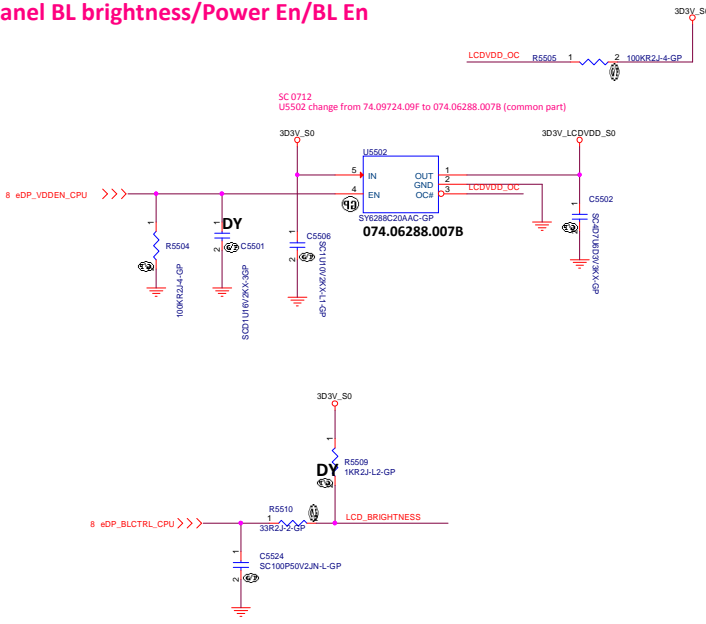 anel BL brightness/Power En/BL En
3D3V_S0
LCDVDD_OC
R5505
1
2
100KR2J-4-GP
SC 0712
U5502 change from 74.09724.09F to 074.06288.007B (common part)
3D3V_S0
U5502
3D3V_LCDVDD_S0
5
IN
OUT
1
GND
2
8 eDP_VDDEN_CPU
4
EN
OC#
3
LCDVDD_OC
SY6288C20AAC-GP
074.06288.007B
1
R5504
2
100KR2J-4-GP
DY
1
2
C5501
SCD1U16V2KX-3GP
1
C5506
2
SC1U10V2KX-L1-GP
C5502
1
2
SC4D7U6D3V3KX-GP
3D3V_S0
1
R5509
1KR2J-L2-GP
DY
R5510
1
33R2J-2-GP
8 eDP_BLCTRL_CPU
LCD_BRIGHTNESS
1
C5524
SC100P50V2JN-L-GP
2